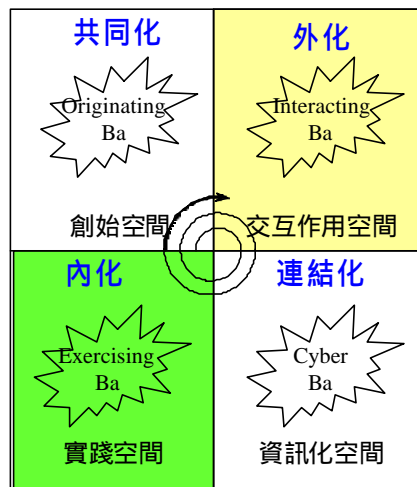 共同化
Originating
Ba
創始空間
外化
Interacting
Ba
交互作用空間
內化
Exercising
Ba
實踐空間
連結化
Cyber
Ba
資訊化空間